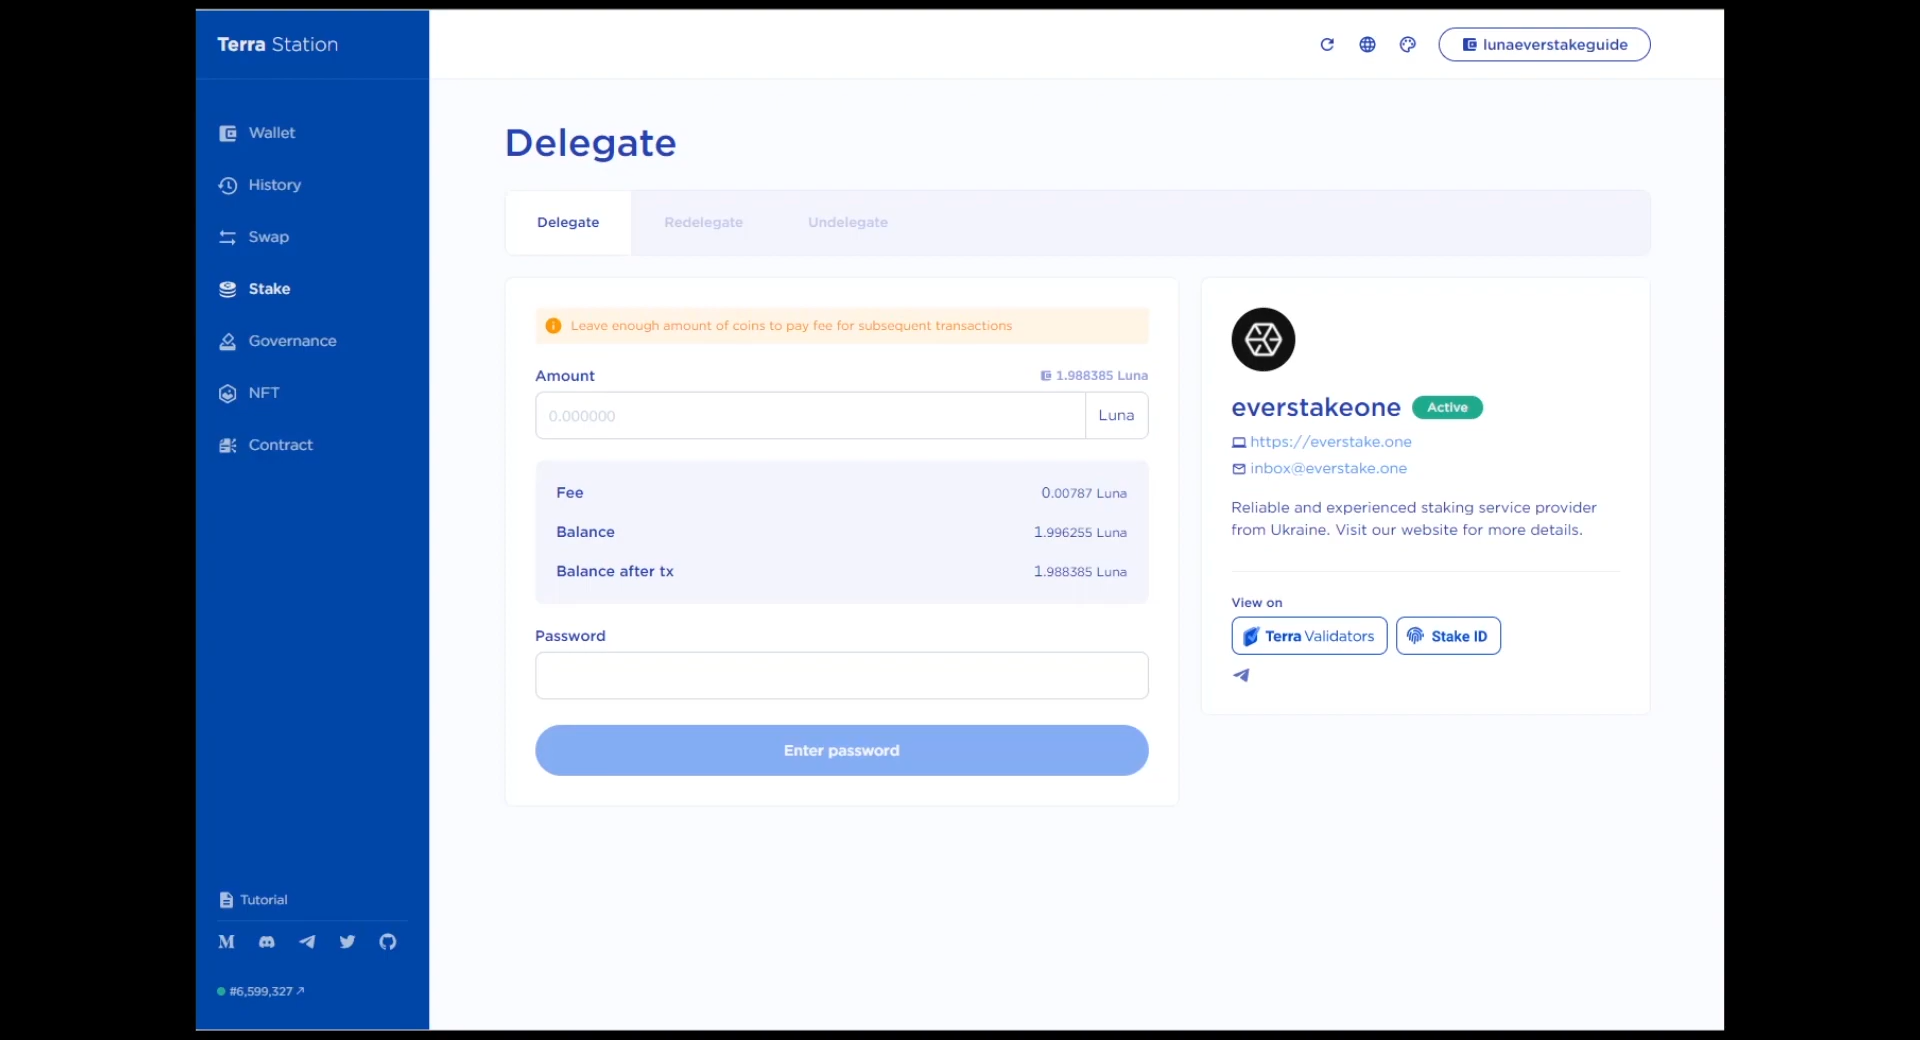 Terra Station
lunaeverstakeguide
Wallet
History
Swap
Stake
Governance
NFT
Contract
Tutorial
M
#6,599,327
Delegate
Delegate
Redelegate
Undelegate
Leave enough amount of coins to pay fee for subsequent transactions
Amount
1.988385 Luna
0.000000
Luna
Fee
0.00787 Luna
Balance
1.996255 Luna
Balance after tx
1.988385 Luna
Password
Enter password
everstakeone
Active
https://everstake.one
inbox@everstake.one
Reliable and experienced staking service provider
from Ukraine. Visit our website for more details.
View on
Terra Validators
Stake ID